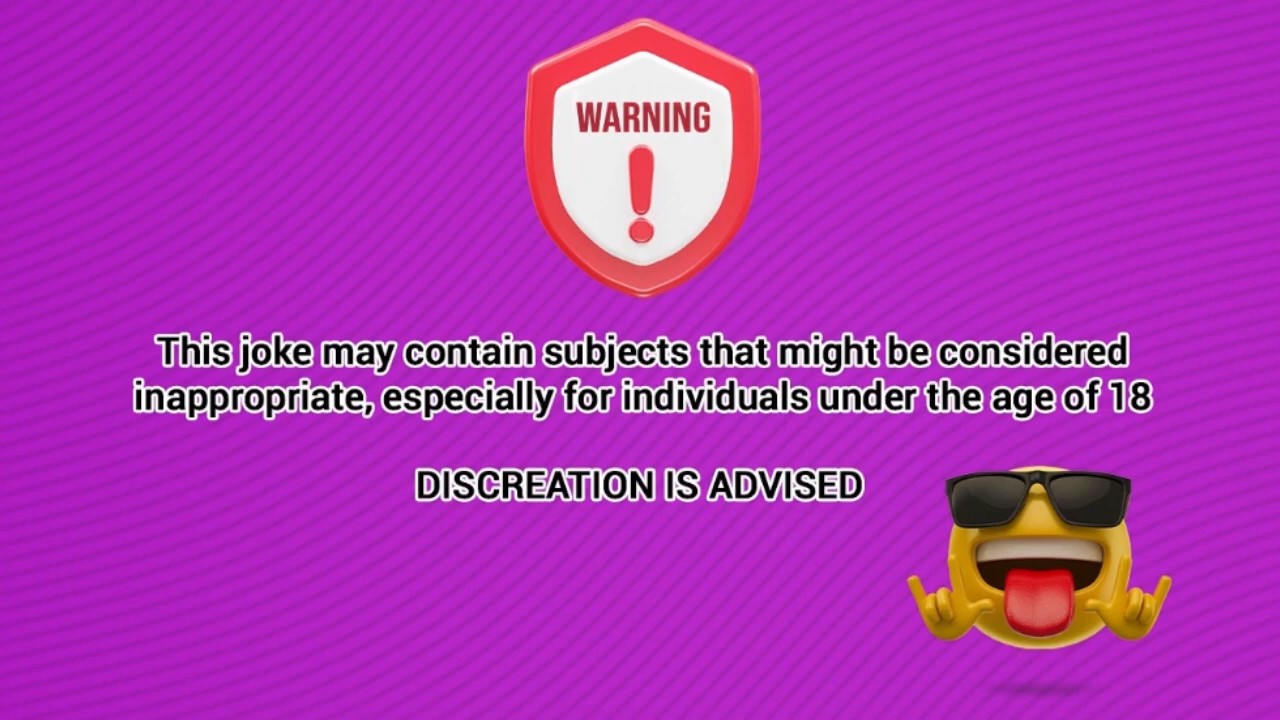 WARNING
!
This joke may contain subjects that might be considered
inappropriate, especially for individuals under the age of 18
DISCREATION IS ADVISED